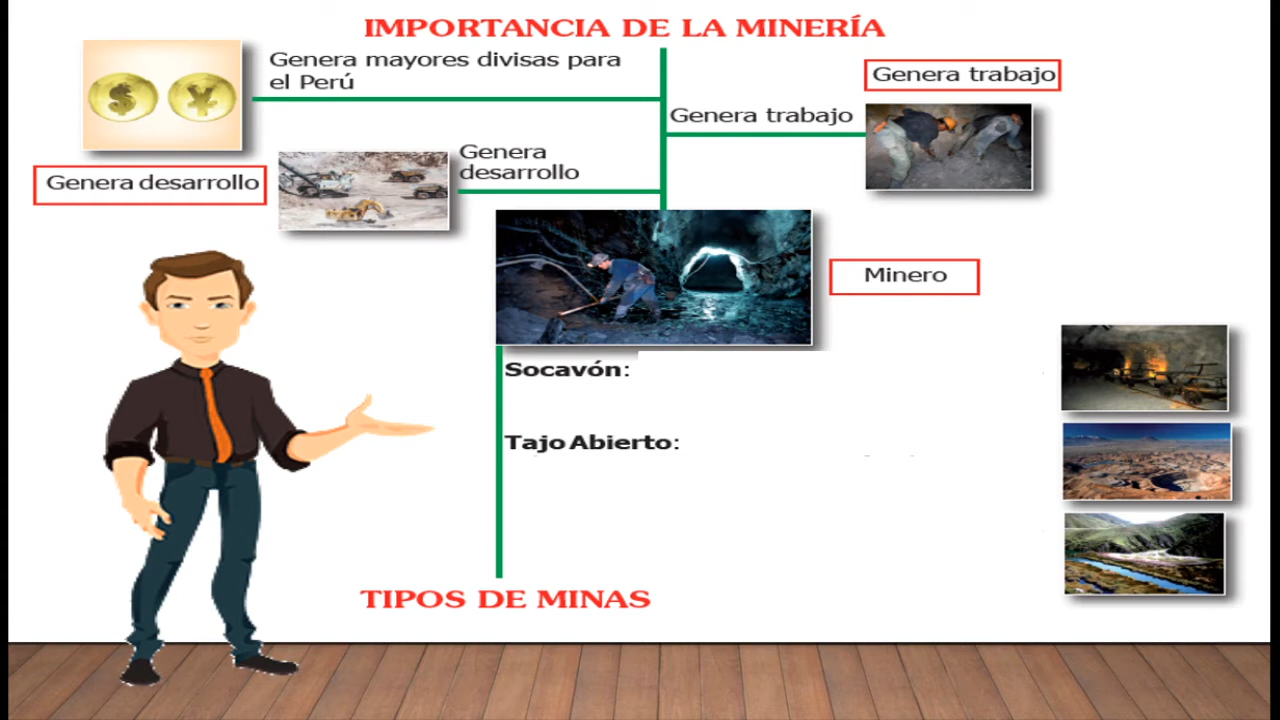 IMPORTANCIA DE LA MINERÍA
Genera mayores divisas para
el Perú
Genera trabajo
Genera trabajo
Genera
desarrollo
Genera desarrollo
Minero
Socavón:
Tajo Abierto:
TIPOS DE MINAS